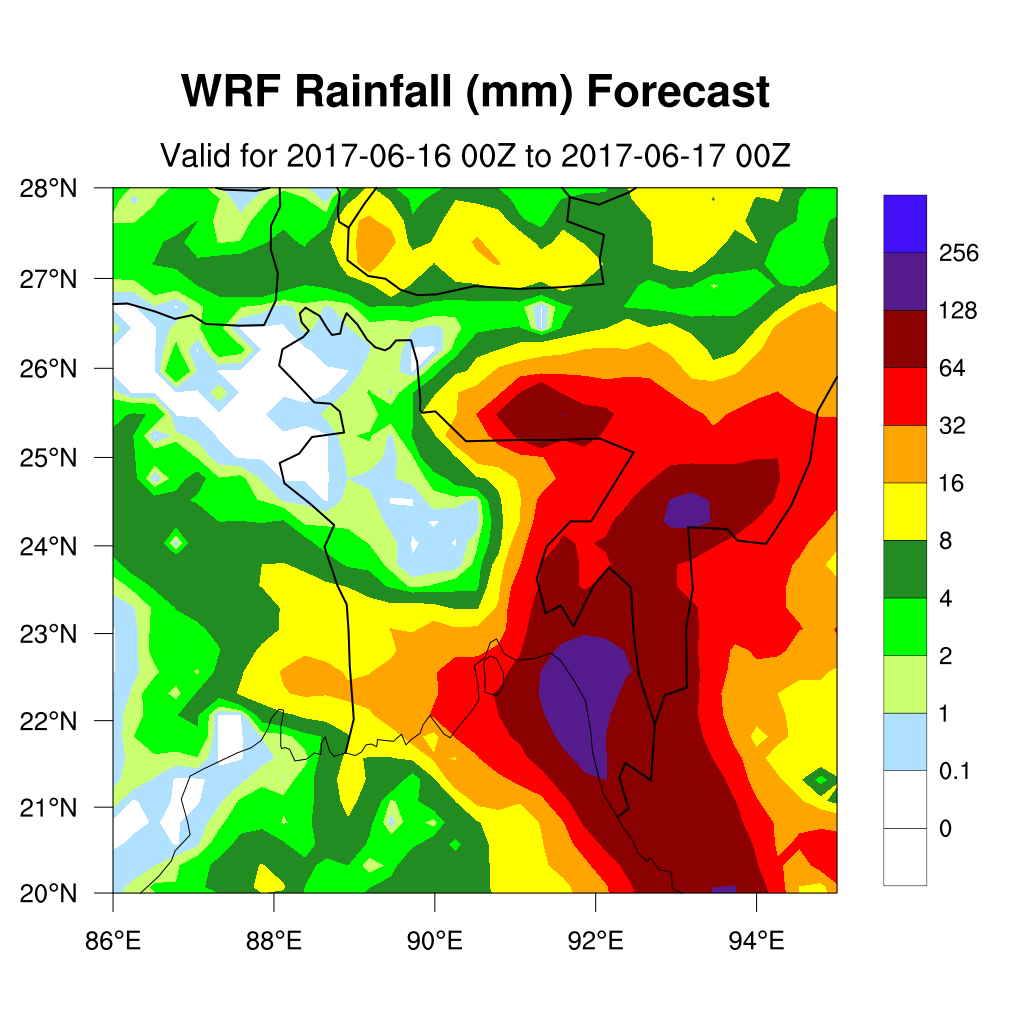 WRF Rainfall (mm) Forecast
Valid for 2017-06-16 00Z to 2017-06-17 00Z
28°N
27°N
26°N
25°N
24°N
23°N
22°N
21°N
20°N
86°E 88°E 90°E 92°E 94°E
256
128
64
32
16
8
4
2
1
0.1
0